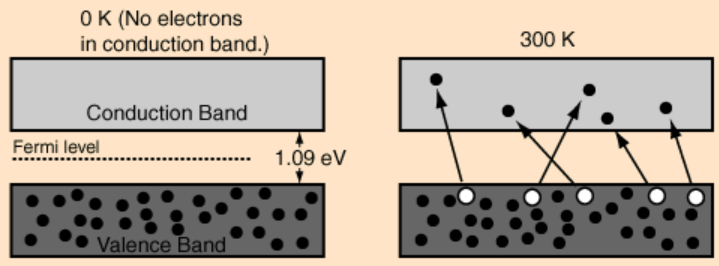 0 K (No electrons
in conduction band.)
300 K
Conduction Band
Fermi level
1.09 eV
Valence Band